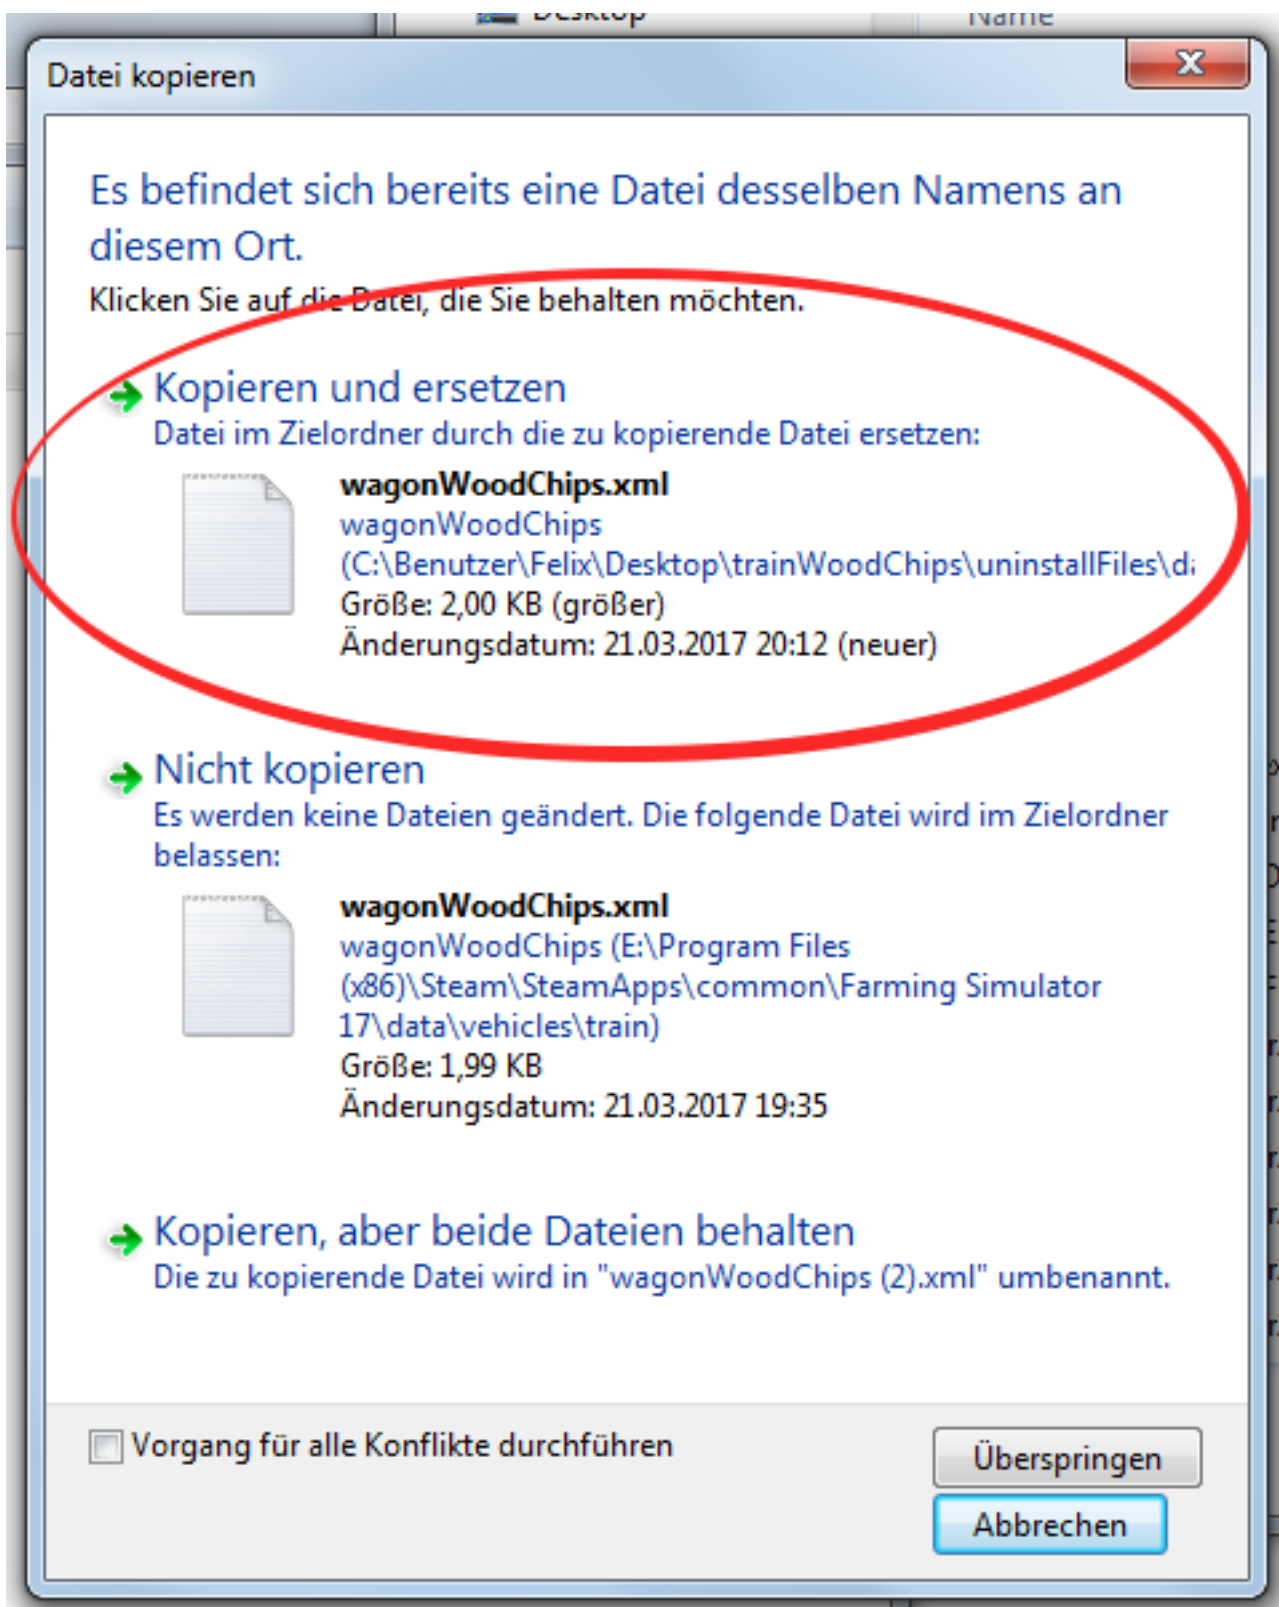 Desktop
Name
Datei kopieren
Es befindet sich bereits eine Datei desselben Namens an
diesem Ort.
Klicken Sie auf die Datei, die Sie behalten möchten.
Kopieren und ersetzen
Datei im Zielordner durch die zu kopierende Datei ersetzen:
wagonWoodChips.xml
wagonWoodChips
(C:\Benutzer\Felix\Desktop\trainWoodChips\uninstallFiles\da
Größe: 2,00 KB (größer)
Änderungsdatum: 21.03.2017 20:12 (neuer)
Nicht kopieren
Es werden keine Dateien geändert. Die folgende Datei wird im Zielordner
belassen:
wagonWoodChips.xml
wagonWoodChips (E:\Program Files
(x86)\Steam\SteamApps\common\Farming Simulator
17\data\vehicles\train)
Größe: 1,99 KB
Änderungsdatum: 21.03.2017 19:35
Kopieren, aber beide Dateien behalten
Die zu kopierende Datei wird in "wagonWoodChips (2).xml" umbenannt.
Vorgang für alle Konflikte durchführen
Überspringen
Abbrechen